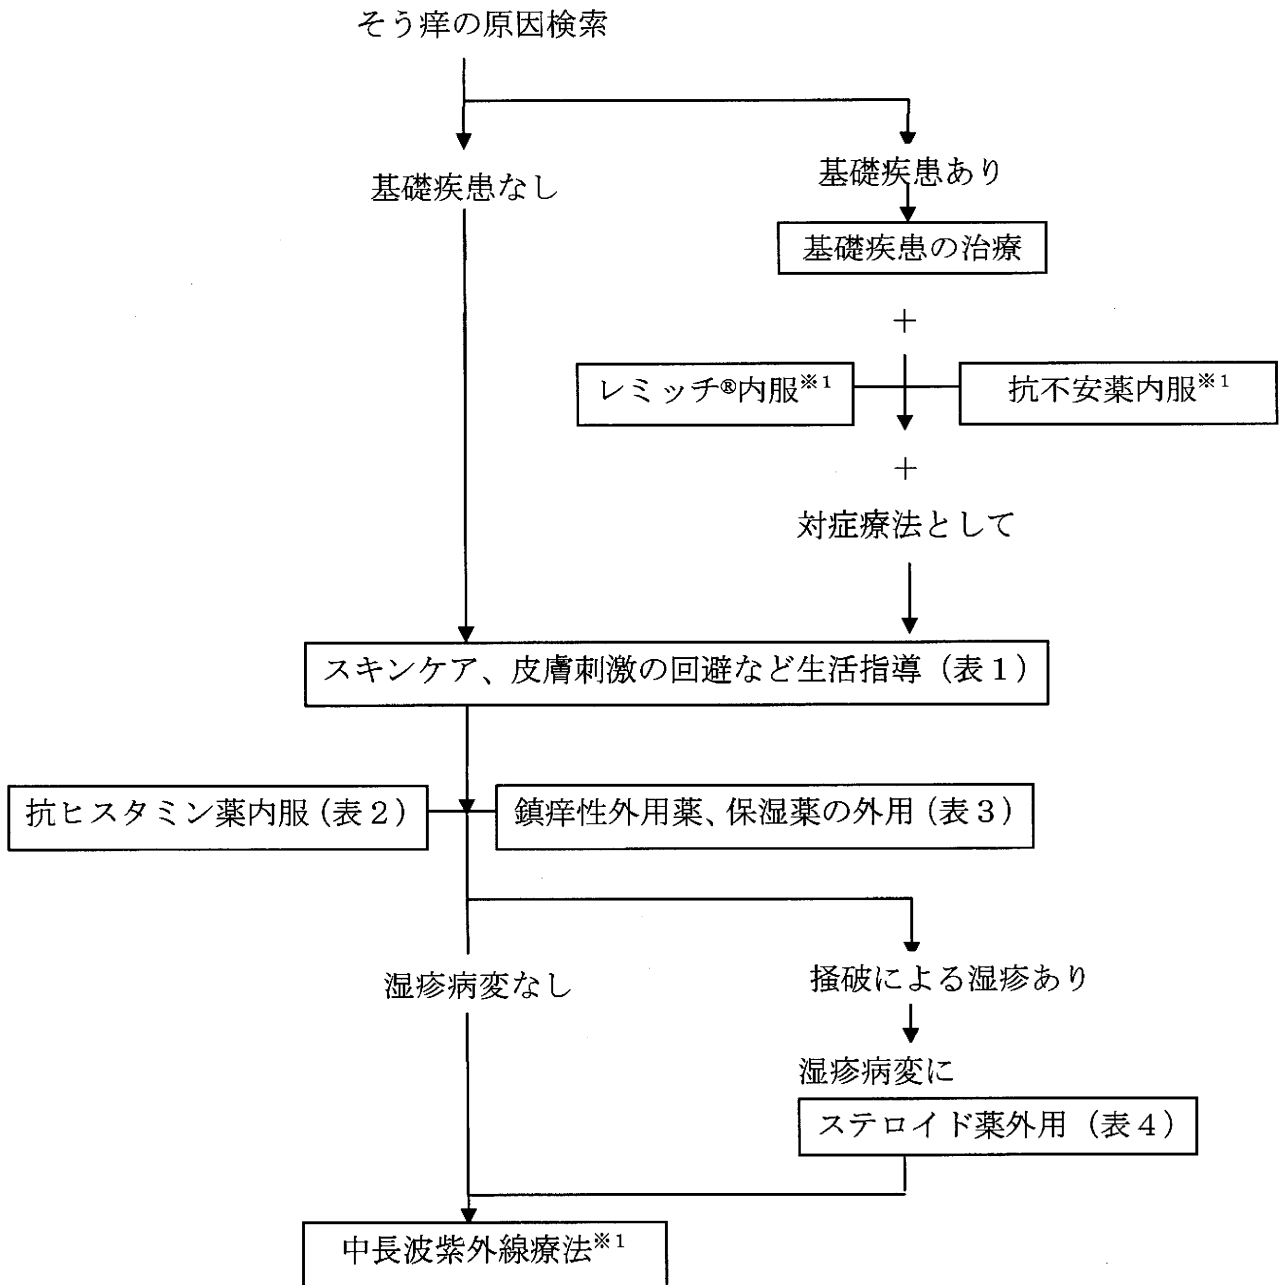 そう痒の原因検索
基礎疾患なし
基礎疾患あり
基礎疾患の治療
＋
レミッチ®内服※1
抗不安薬内服※1
＋
対症療法として
スキンケア、皮膚刺激の回避など生活指導（表１）
抗ヒスタミン薬内服（表２）
鎮痒性外用薬、保湿薬の外用（表３）
湿疹病変なし
掻破による湿疹あり
湿疹病変に
ステロイド薬外用（表４）
中長波紫外線療法※1